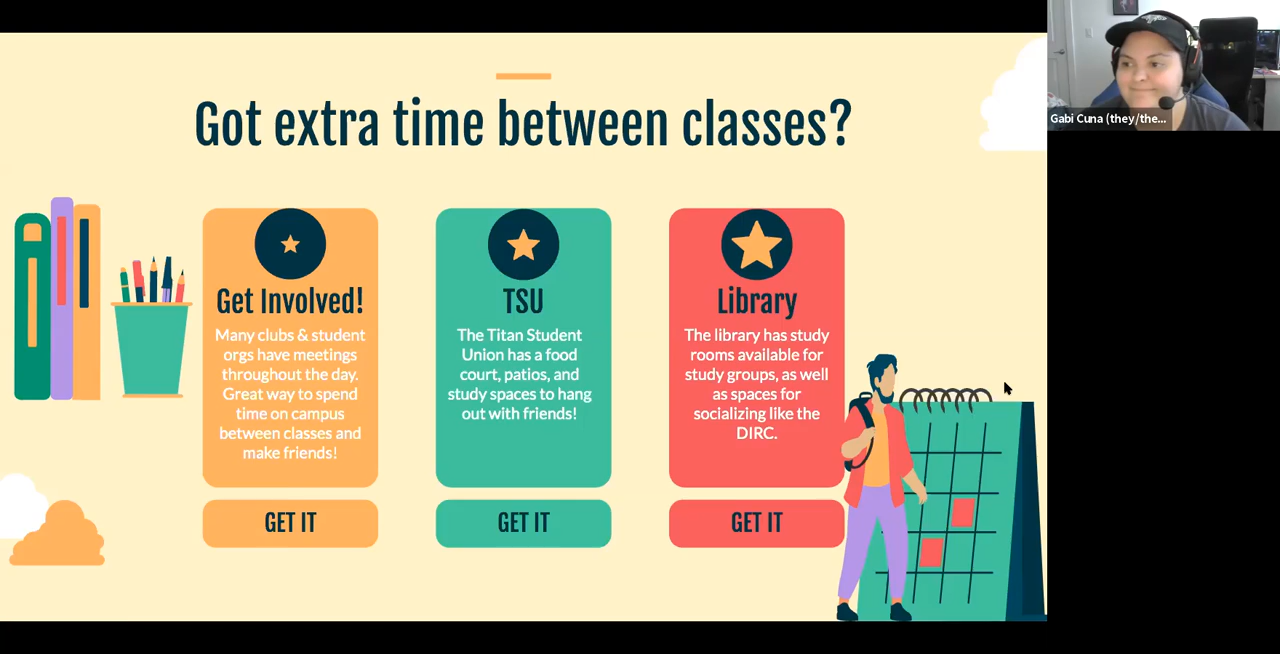 Got extra time between classes?
Get Involved!
Many clubs & student
orgs have meetings
throughout the day.
Great way to spend
time on campus
between classes and
make friends!
GET IT
TSU
The Titan Student
Union has a food
court, patios, and
study spaces to hang
out with friends!
GET IT
Library
The library has study
rooms available for
study groups, as well
as spaces for
socializing like the
DIRC.
GET IT
Gabi Cuna (they/the...